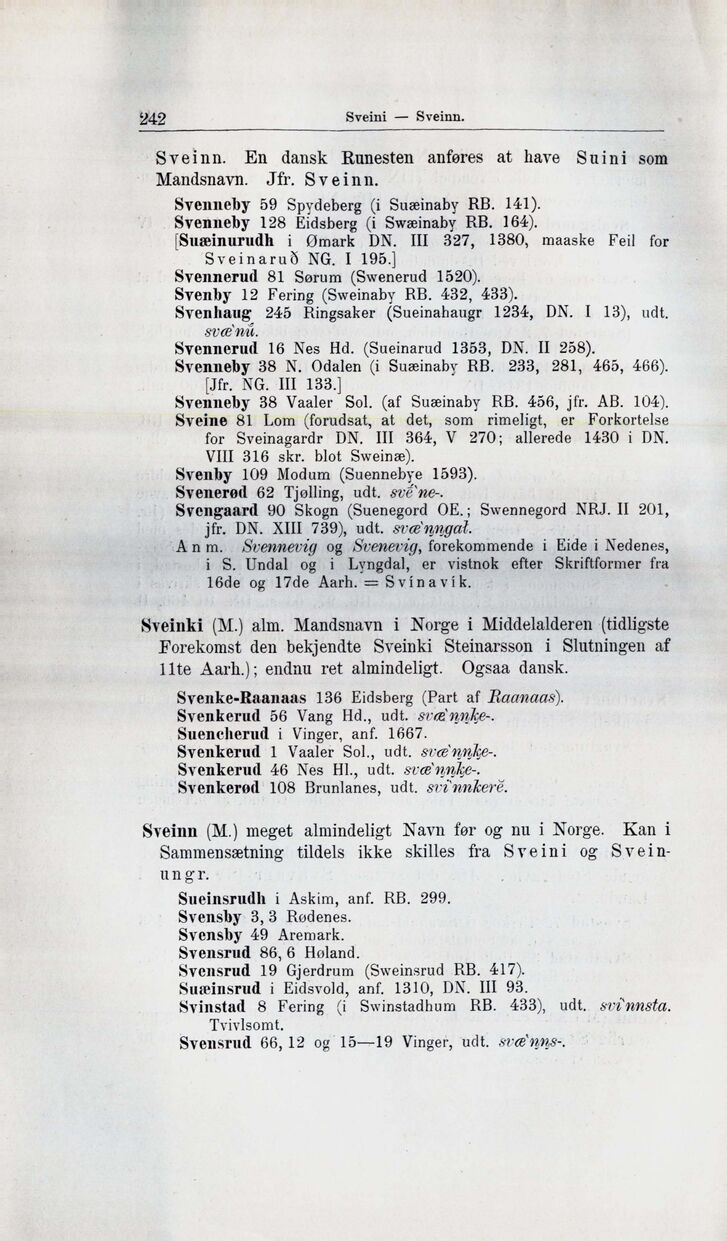 242
Sveini — Sveinn.
Sveinn. En dansk Runesten anføres at have Suini som
Mandsnavn. Jfr. Sveinn.
Svenneby 59 Spydeberg (i Suæinaby RB. 141).
Svenneby 128 Eidsberg (i Swæinaby RB. 164).
[Suæinurudh i Ømark DN. III 327, 1380, maaske Feil for
Sveinaruð NG. I 195.]
Svennerud 81 Sørum (Swenerud 1520).
Svenby 12 Fering (Sweinaby RB. 432, 433).
Svenhaug 245 Ringsaker (Sueinahaugr 1234, DN. I 13), udt.
svæ`nú.
Svennerud 16 Nes Hd. (Sueinarud 1353, DN. II 258).
Svenneby 38 N. Odalen (i Suæinaby RB. 233, 281, 465, 466).
[Jfr. NG. III 133.]
Svenneby 38 Vaaler Sol. (af Suæinaby RB. 456, jfr. AB. 104).
Sveine 81 Lom (forudsat, at det, som rimeligt, er Forkortelse
for Sveinagardr DN. III 364, V 270; allerede 1430 i DN.
VIII 316 skr. blot Sweinæ).
Svenby 109 Modum (Suennebye 1593).
Svenerød 62 Tjølling, udt. své`ne-.
Svengaard 90 Skogn (Suenegord OE.; Swennegord NRJ. II 201,
jfr. DN. XIII 739), udt. svæ`nngał.
Anm. Svennevig og Svenevig, forekommende i Eide i Nedenes,
i S. Undal og i Lyngdal, er vistnok efter Skriftformer fra
16de og 17de Aarh. = Svínavík.
Sveinki (M.) alm. Mandsnavn i Norge i Middelalderen (tidligste
Forekomst den bekjendte Sveinki Steinarsson i Slutningen af
11te Aarh.); endnu ret almindeligt. Ogsaa dansk.
Svenke-Raanaas 136 Eidsberg (Part af Raanaas).
Svenkerud 56 Vang Hd., udt. svæ`n̡n̡k̡e-.
Suencherud i Vinger, anf. 1667.
Svenkerud 1 Vaaler Sol., udt. svæ`n̡n̡k̡e-.
Svenkerud 46 Nes Hl., udt. svæ`n̡n̡k̡e-.
Svenkerød 108 Brunlanes, udt. svi`nnkerë.
Sveinn (M.) meget almindeligt Navn før og nu i Norge. Kan i
Sammensætning tildels ikke skilles fra Sveini og Svein-
ungr.
Sueinsrudh i Askim, anf. RB. 299.
Svensby 3, 3 Rødenes.
Svensby 49 Aremark.
Svensrud 86, 6 Høland.
Svensrud 19 Gjerdrum (Sweinsrud RB. 417).
Suæinsrud i Eidsvold, anf. 1310, DN. III 93.
Svinstad 8 Fering (i Swinstadhum RB. 433), udt. svi`nnsta.
Tvivlsomt.
Svensrud 66, 12 og 15—19 Vinger, udt. svæ`n̡n̡s-.